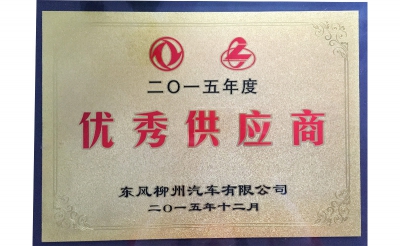 二〇一五年度
优秀供应商
东风柳州汽车有限公司
二〇一五年十二月